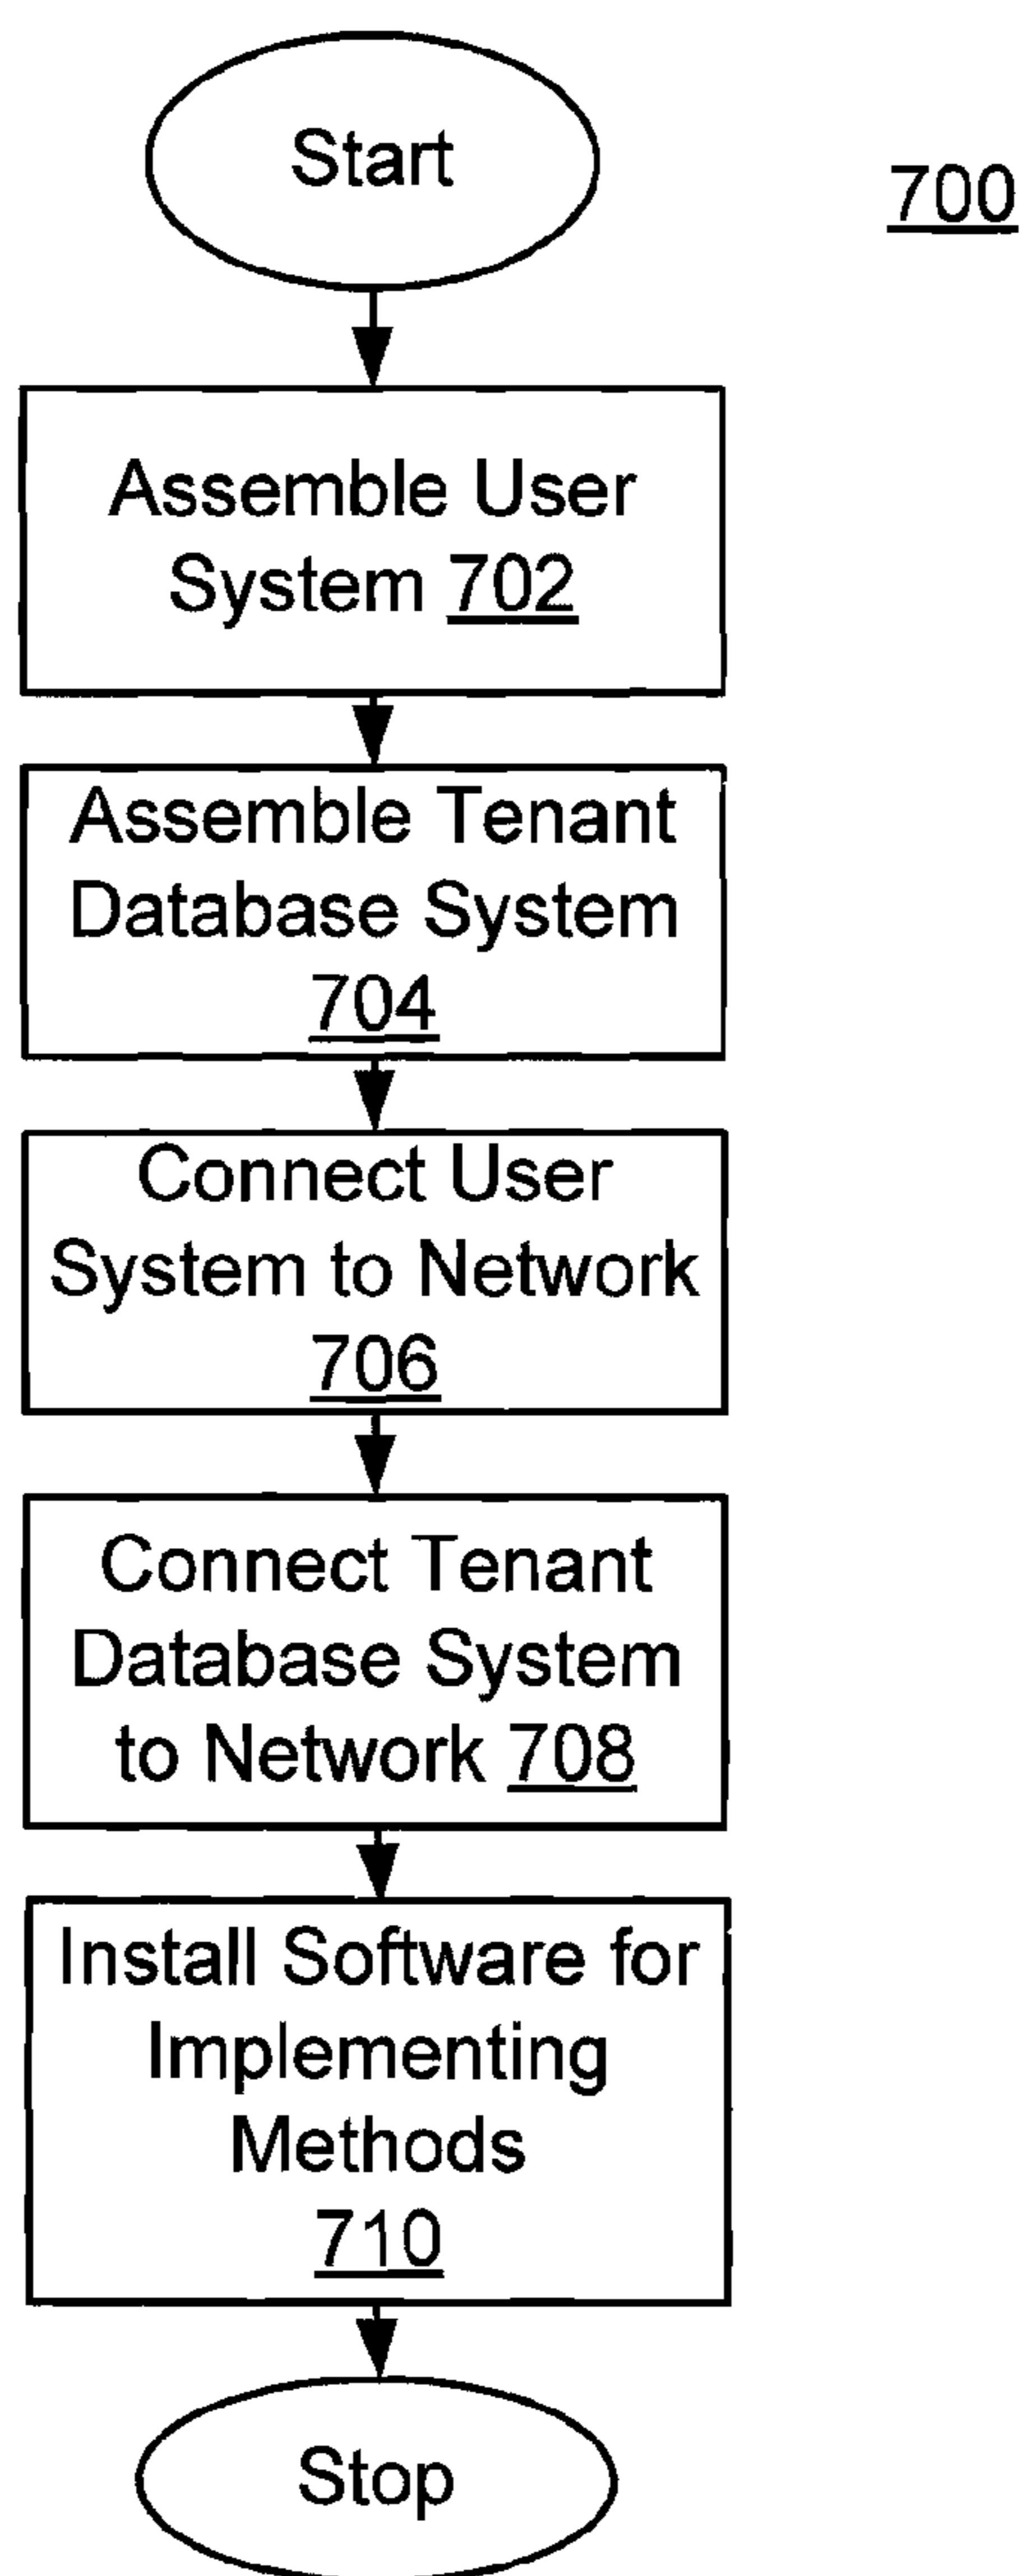 Start
700
Assemble User
System 702
Assemble Tenant
Database System
704
Connect User
System to Network
706
Connect Tenant
Database System
to Network 708
Install Software for
Implementing
Methods
710
Stop